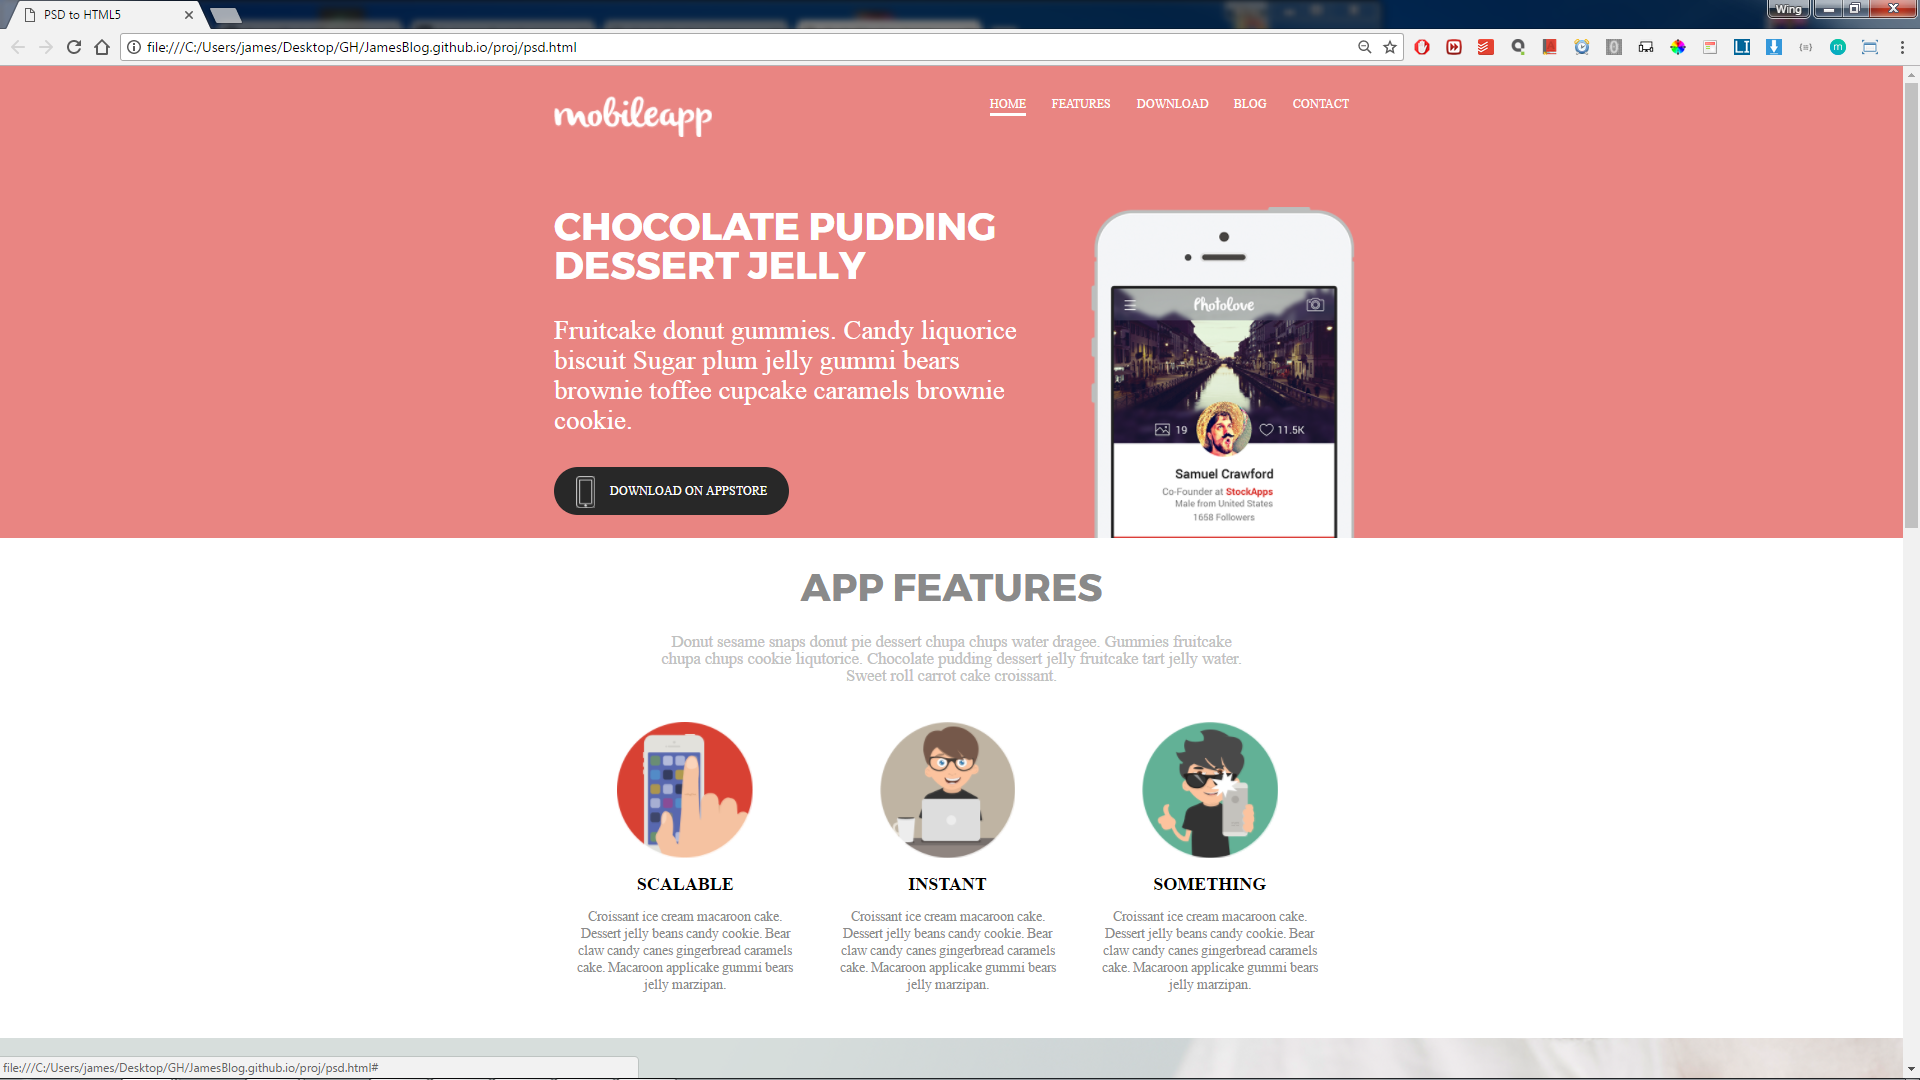 PSD to HTML5
Wing
file:///C:/Users/james/Desktop/GH/JamesBlog.github.io/proj/psd.html
mobileapp
HOME FEATURES DOWNLOAD BLOG CONTACT
CHOCOLATE PUDDING
DESSERT JELLY
Fruitcake donut gummies. Candy liquorice
biscuit Sugar plum jelly gummi bears
brownie toffee cupcake caramels brownie
cookie.
DOWNLOAD ON APPSTORE
Photolove
19
11.5K
Samuel Crawford
Co-Founder at StockApps
Male from United States
1658 Followers
APP FEATURES
Donut sesame snaps donut pie dessert chupa chups water dragee. Gummies fruitcake
chupa chups cookie liqutorice. Chocolate pudding dessert jelly fruitcake tart jelly water.
Sweet roll carrot cake croissant.
SCALABLE
Croissant ice cream macaroon cake.
Dessert jelly beans candy cookie. Bear
claw candy canes gingerbread caramels
cake. Macaroon applicake gummi bears
jelly marzipan.
INSTANT
Croissant ice cream macaroon cake.
Dessert jelly beans candy cookie. Bear
claw candy canes gingerbread caramels
cake. Macaroon applicake gummi bears
jelly marzipan.
SOMETHING
Croissant ice cream macaroon cake.
Dessert jelly beans candy cookie. Bear
claw candy canes gingerbread caramels
cake. Macaroon applicake gummi bears
jelly marzipan.
file:///C:/Users/james/Desktop/GH/JamesBlog.github.io/proj/psd.html#